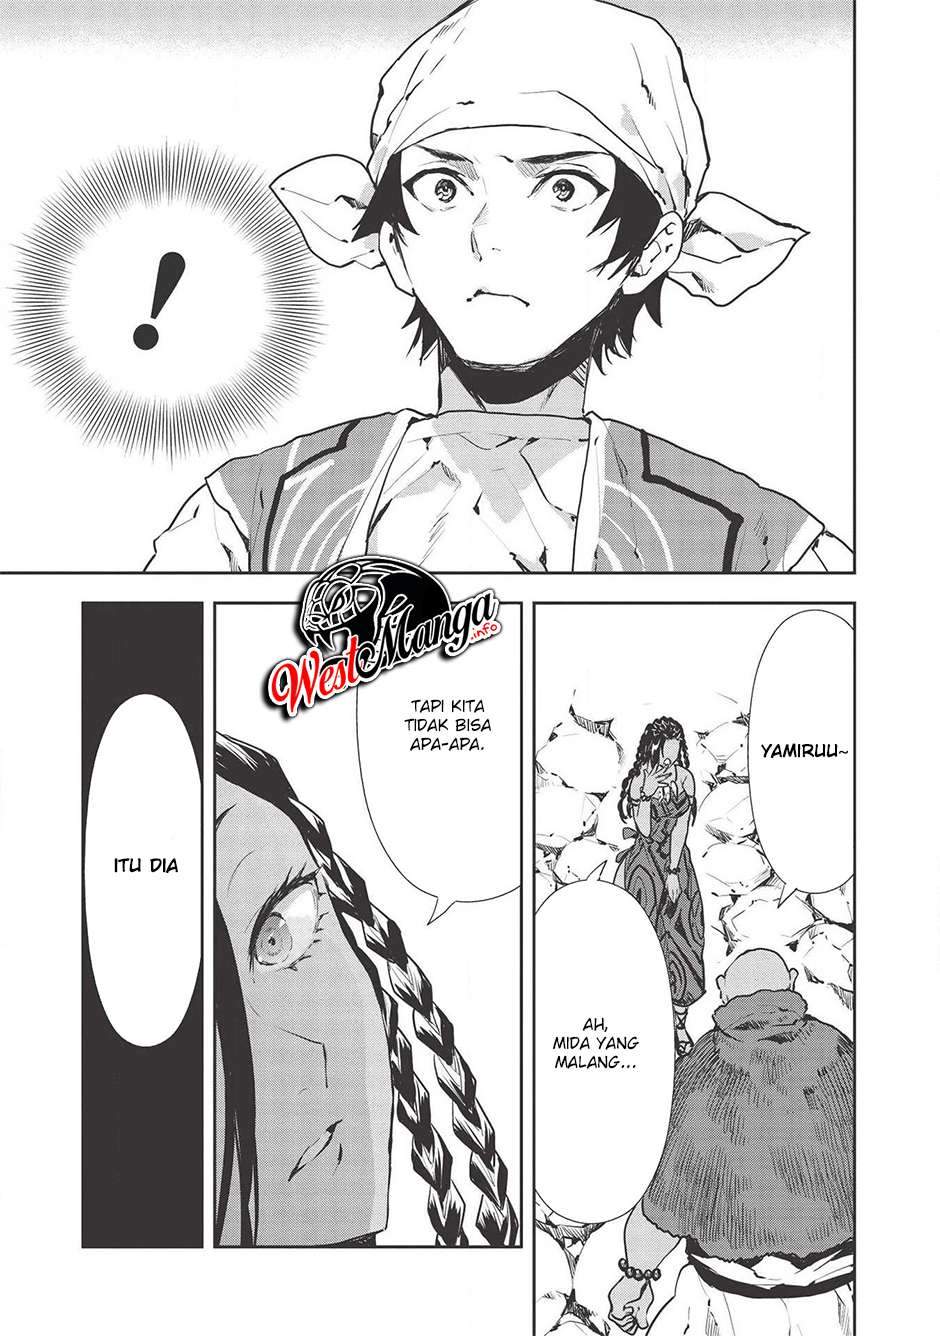 !
YAMIRUU~
AH,
MIDA YANG
MALANG...
TAPI KITA
TIDAK BISA
APA-APA.
ITU DIA
WestManga
.info